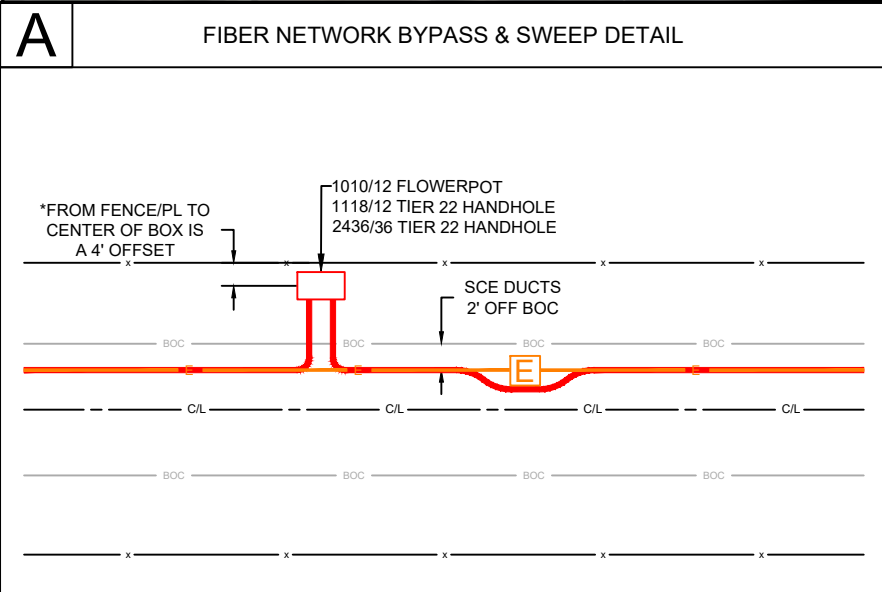 A
FIBER NETWORK BYPASS & SWEEP DETAIL
1010/12 FLOWERPOT
1118/12 TIER 22 HANDHOLE
2436/36 TIER 22 HANDHOLE
*FROM FENCE/PL TO
CENTER OF BOX IS
A 4' OFFSET
x x x x x
SCE DUCTS
2' OFF BOC
BOC BOC BOC BOC
E E E E
C/L C/L C/L C/L
BOC BOC BOC BOC
x x x x x